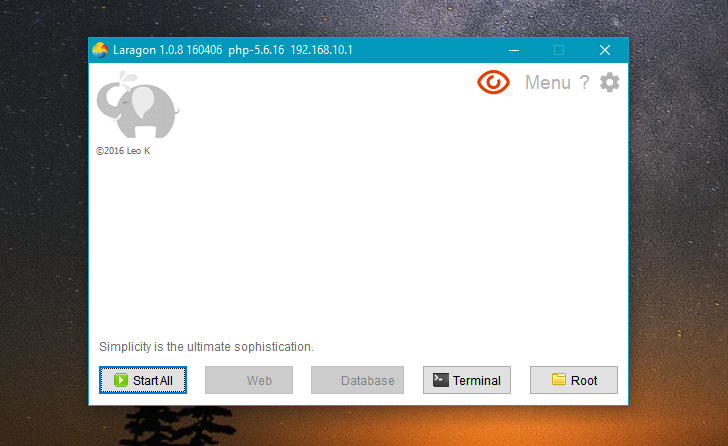 Laragon 1.0.8 160406 php-5.6.16 192.168.10.1
Menu ?
©2016 Leo K
Simplicity is the ultimate sophistication.
Start All Web Database Terminal Root